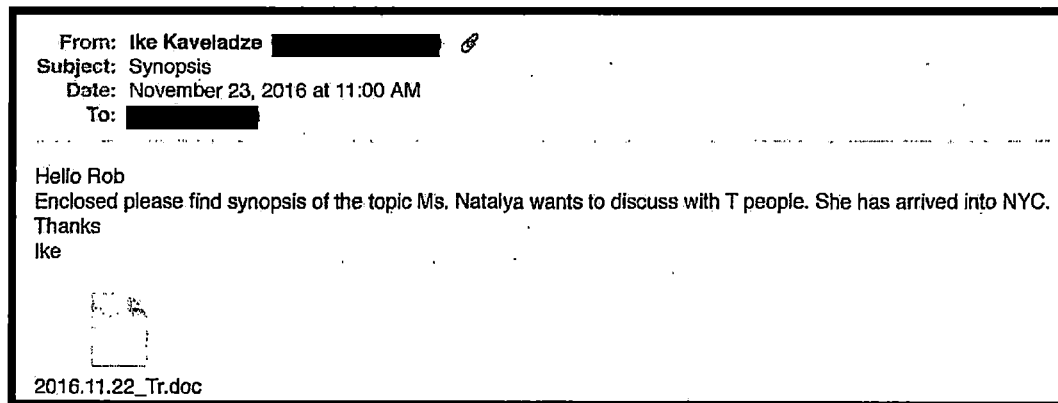 From: Ike Kaveladze
Subject: Synopsis
Date: November 23, 2016 at 11:00 AM
To:
Hello Rob
Enclosed please find synopsis of the topic Ms. Natalya wants to discuss with T people. She has arrived into NYC.
Thanks
Ike
2016.11.22_Tr.doc